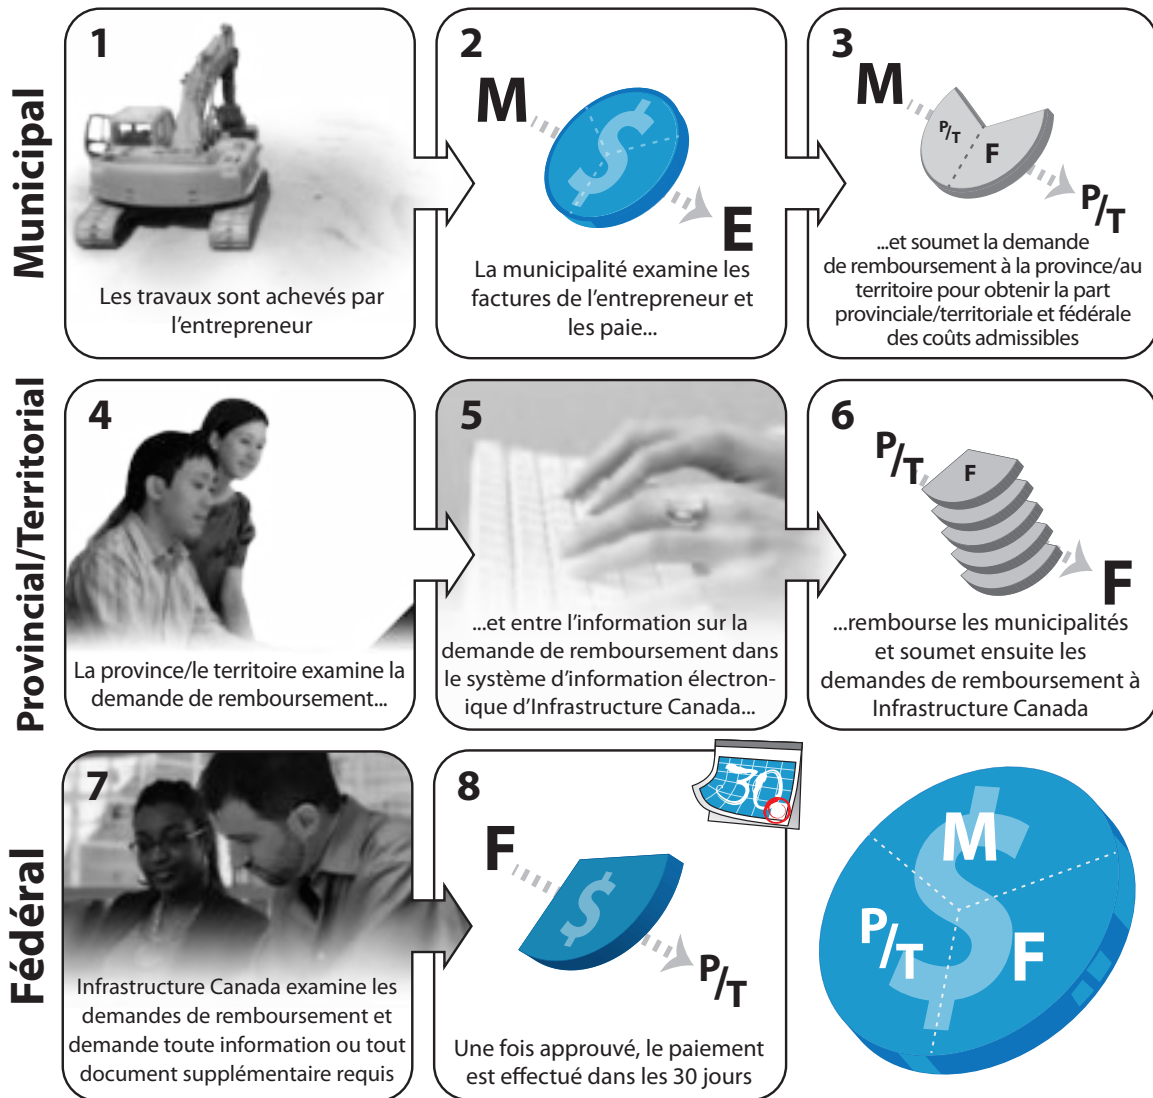 Municipal
1
Les travaux sont achevés par
l'entrepreneur
2
M
$
E
La municipalité examine les
factures de l'entrepreneur et
les paie...
3
M
P/T
F
P/T
...et soumet la demande
de remboursement à la province/au
territoire pour obtenir la part
provinciale/territoriale et fédérale
des coûts admissibles
Provincial/Territorial
4
La province/le territoire examine la
demande de remboursement...
5
...et entre l'information sur la
demande de remboursement dans
le système d'information électron-
ique d'Infrastructure Canada...
6
P/T
F
F
...rembourse les municipalités
et soumet ensuite les
demandes de remboursement à
Infrastructure Canada
Fédéral
7
Infrastructure Canada examine les
demandes de remboursement et
demande toute information ou tout
document supplémentaire requis
8
30
F
$
P/T
Une fois approuvé, le paiement
est effectué dans les 30 jours
$
M
P/T
F